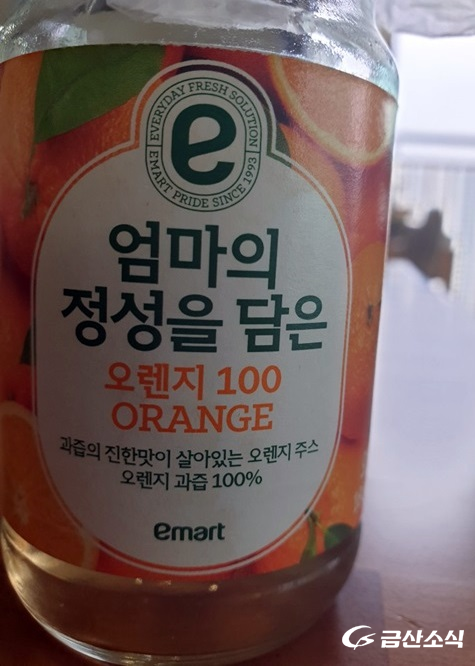 EVERYDAY FRESH SOLUTION
e
EMART PRIDE SINCE 1993
엄마의
정성을 담은
오렌지 100
ORANGE
과즙의 진한맛이 살아있는 오렌지 주스
오렌지 과즙 100%
emart
금산소식